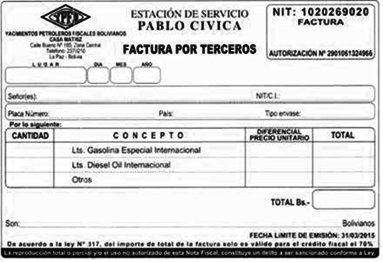 YPFB
ESTACIÓN DE SERVICIO
PABLO CIVICA
NIT: 1020269020
FACTURA
YACIMIENTOS PETROLIFEROS FISCALES BOLIVIANOS
CASA MATRIZ
Calle Bueno Nº 185, Zona Central
La Paz - Bolivia
FACTURA POR TERCEROS
AUTORIZACIÓN Nº 2901061324966
LUGAR DIA MES AÑO
Señor(es): NIT/C.I.:
Placa Número: País: Tipo envase:
Por lo siguiente:
CANTIDAD CONCEPTO DIFERENCIAL PRECIO UNITARIO TOTAL
Lts. Gasolina Especial Internacional
Lts. Diesel Oil Internacional
Otros
TOTAL Bs.-
Son: Bolivianos
FECHA LIMITE DE EMISIÓN: 31/03/2015
De acuerdo a la ley Nº 317, del importe de total de la factura solo es válido para el crédito fiscal el 70%
La reproducción total o parcial y/o el uso no autorizado de esta Nota Fiscal, constituye un delito a ser sancionado conforme a Ley